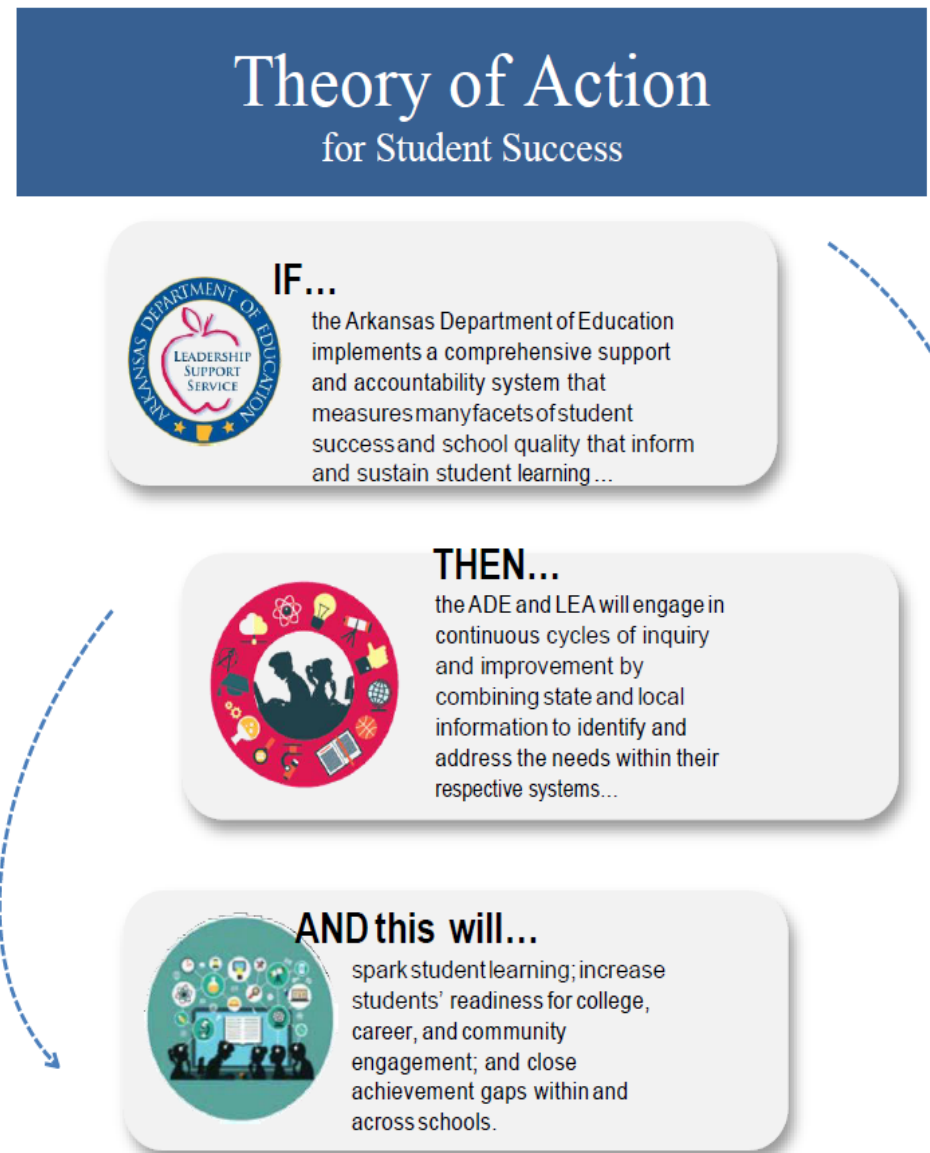 Theory of Action
for Student Success
IF...
ARKANSAS DEPARTMENT OF EDUCATION
LEADERSHIP
SUPPORT
SERVICE
the Arkansas Department of Education
implements a comprehensive support
and accountability system that
measures many facets of student
success and school quality that inform
and sustain student learning ...
THEN...
the ADE and LEA will engage in
continuous cycles of inquiry
and improvement by
combining state and local
information to identify and
address the needs within their
respective systems...
AND this will...
spark student learning; increase
students’ readiness for college,
career, and community
engagement; and close
achievement gaps within and
across schools.